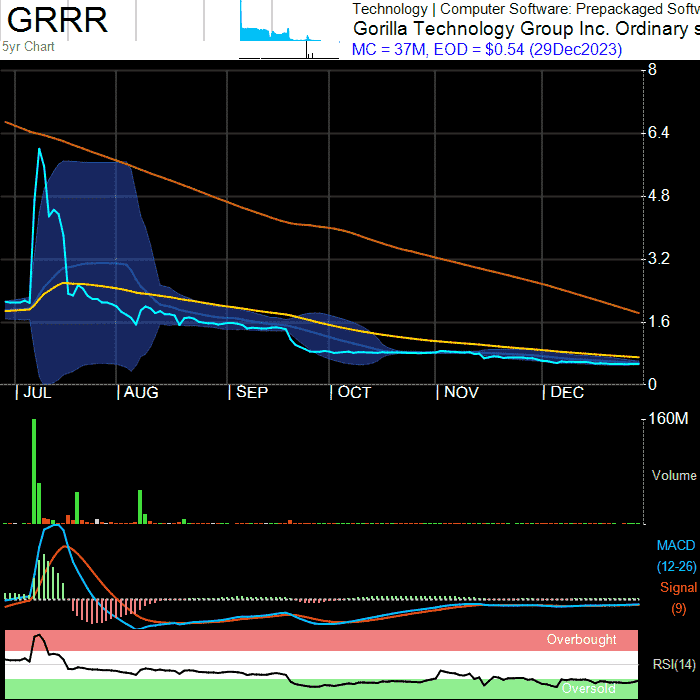 GRRR
Technology | Computer Software: Prepackaged Softw
Gorilla Technology Group Inc. Ordinary s
5yr Chart
MC = 37M, EOD = $0.54 (29Dec2023)
8
6.4
4.8
3.2
1.6
0
| JUL | AUG | SEP | OCT | NOV | DEC
160M
Volume
MACD
(12-26)
Signal
(9)
Overbought
RSI(14)
Oversold